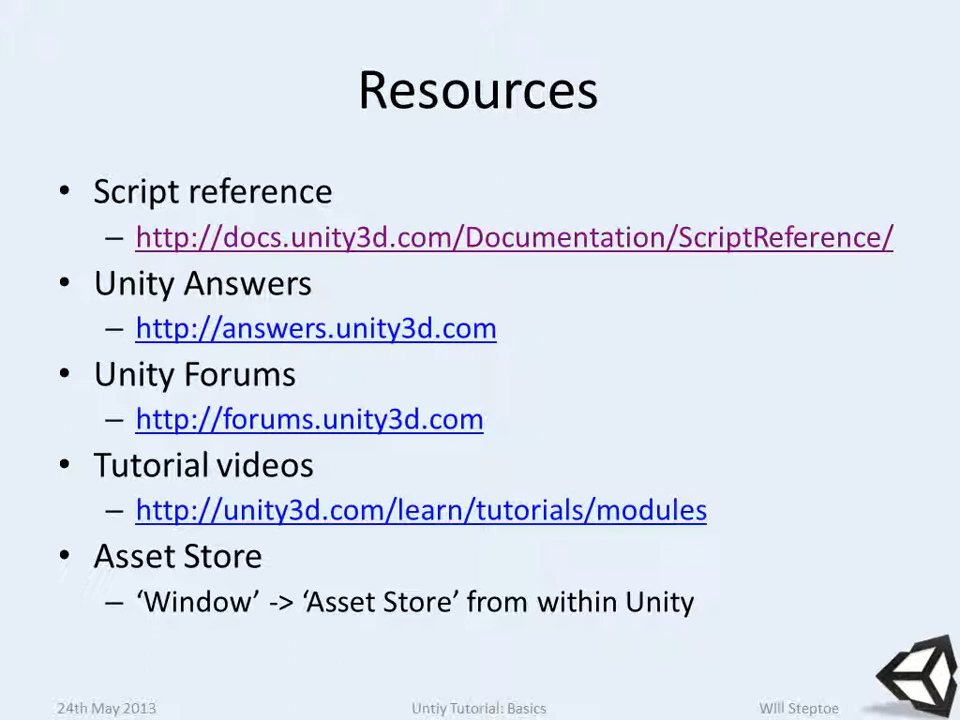 Resources
• Script reference
– http://docs.unity3d.com/Documentation/ScriptReference/
• Unity Answers
– http://answers.unity3d.com
• Unity Forums
– http://forums.unity3d.com
• Tutorial videos
– http://unity3d.com/learn/tutorials/modules
• Asset Store
– ‘Window’ -> ‘Asset Store’ from within Unity
24th May 2013 Untiy Tutorial: Basics Will Steptoe